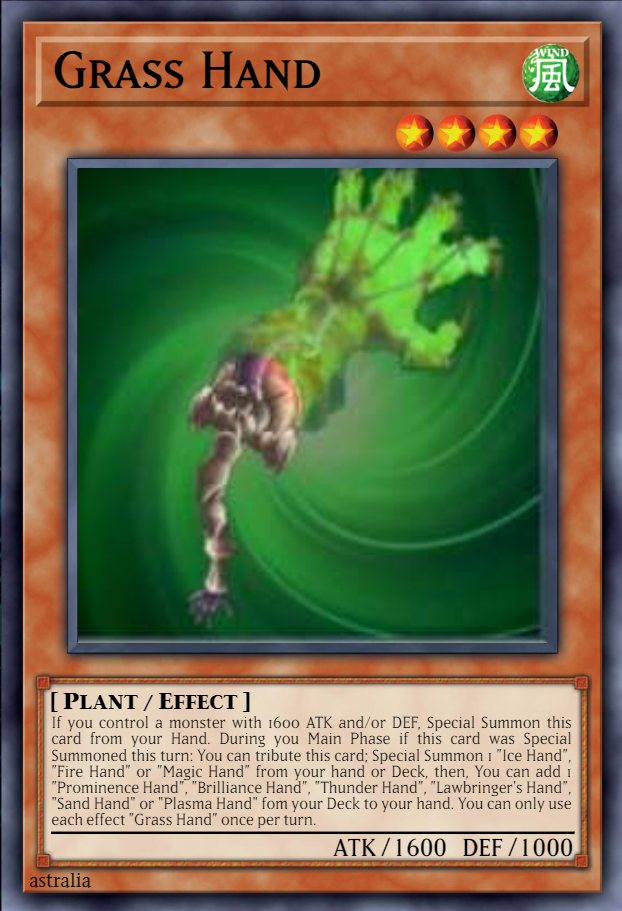 Grass Hand
WIND
風
[ Plant / Effect ]
If you control a monster with 1600 ATK and/or DEF, Special Summon this
card from your Hand. During you Main Phase if this card was Special
Summoned this turn: You can tribute this card; Special Summon 1 "Ice Hand",
"Fire Hand" or "Magic Hand" from your hand or Deck, then, You can add 1
"Prominence Hand", "Brilliance Hand", "Thunder Hand", "Lawbringer's Hand",
"Sand Hand" or "Plasma Hand" fom your Deck to your hand. You can only use
each effect "Grass Hand" once per turn.
ATK/1600 DEF/1000
astralia